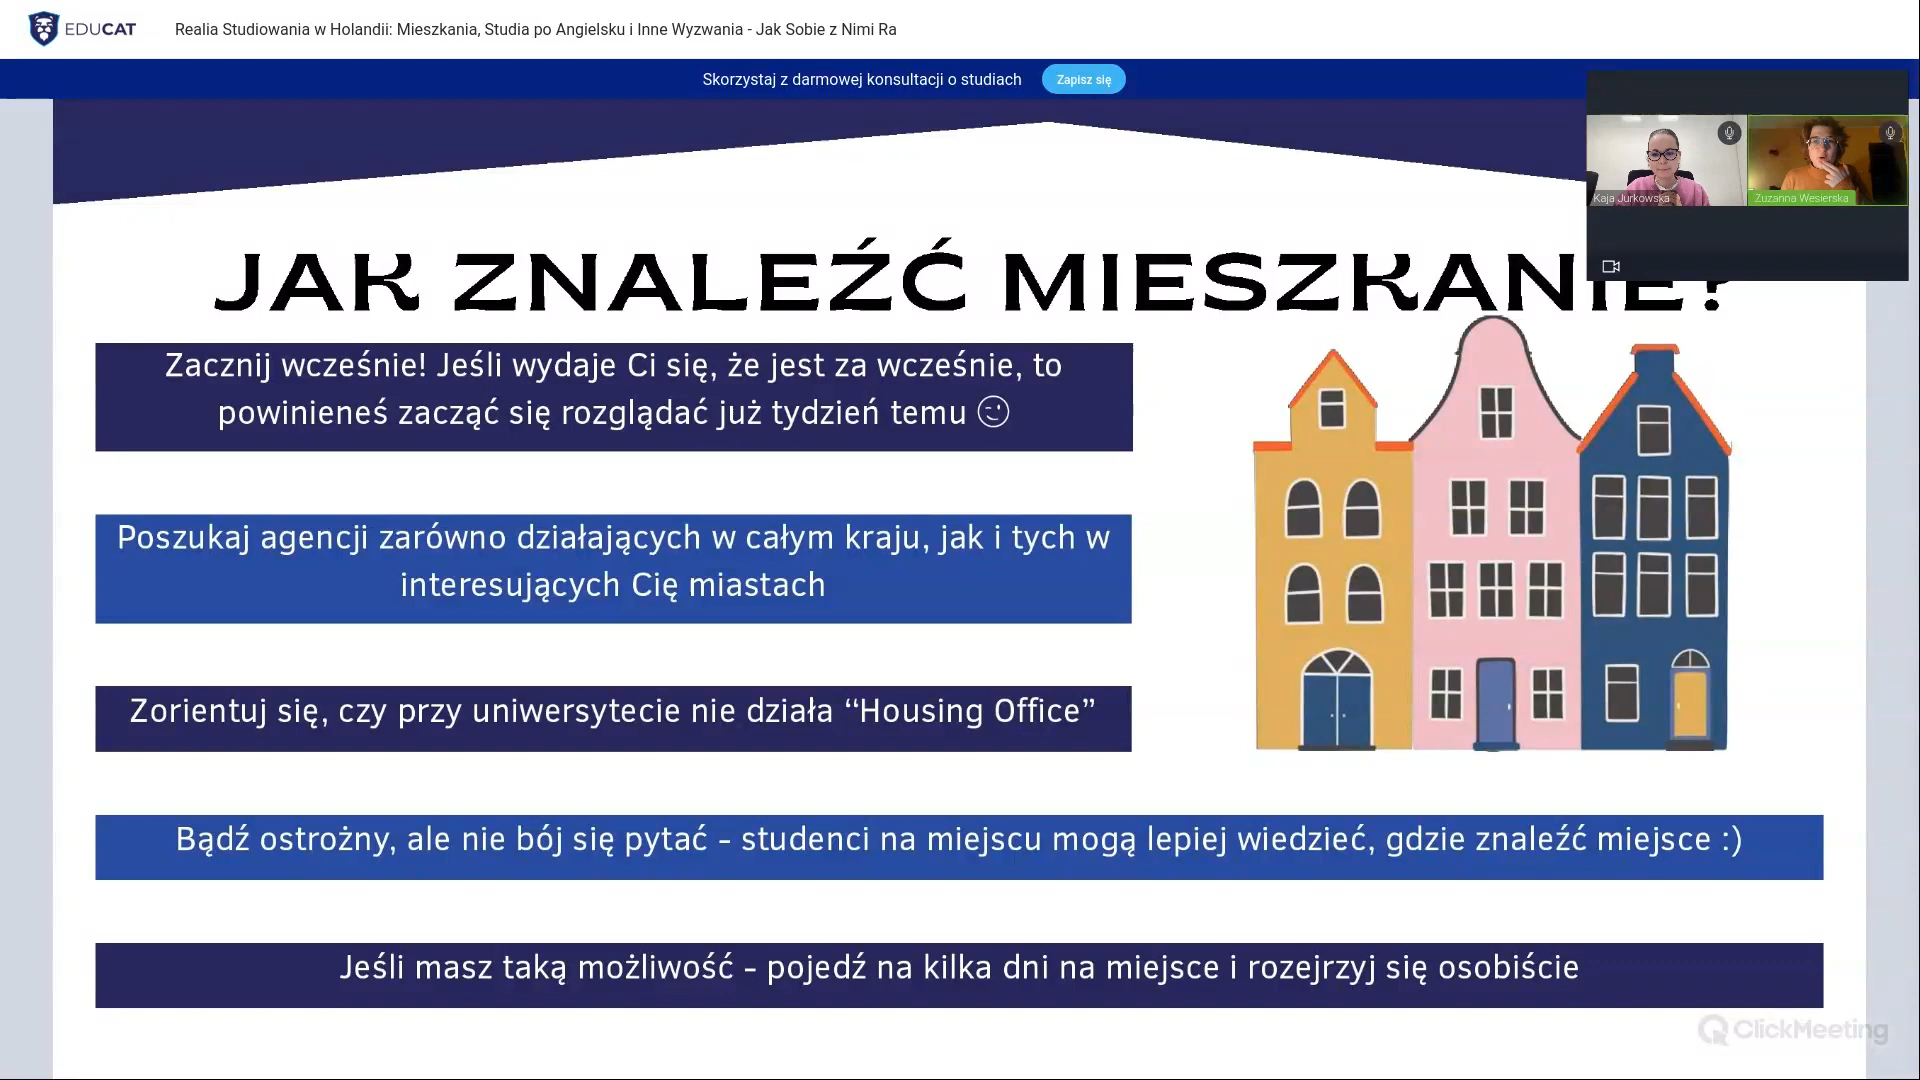 EDUCAT
Realia Studiowania w Holandii: Mieszkania, Studia po Angielsku i Inne Wyzwania - Jak Sobie z Nimi Ra
Skorzystaj z darmowej konsultacji o studiach
Zapisz się
Kaja Jurkowska
Zuzanna Wesierska
JAK ZNALEŹĆ MIESZKANIE?
Zacznij wcześnie! Jeśli wydaje Ci się, że jest za wcześnie, to
powinieneś zacząć się rozglądać już tydzień temu 😉
Poszukaj agencji zarówno działających w całym kraju, jak i tych w
interesujących Cię miastach
Zorientuj się, czy przy uniwersytecie nie działa “Housing Office”
Bądź ostrożny, ale nie bój się pytać - studenci na miejscu mogą lepiej wiedzieć, gdzie znaleźć miejsce :)
Jeśli masz taką możliwość - pojedź na kilka dni na miejsce i rozejrzyj się osobiście
ClickMeeting